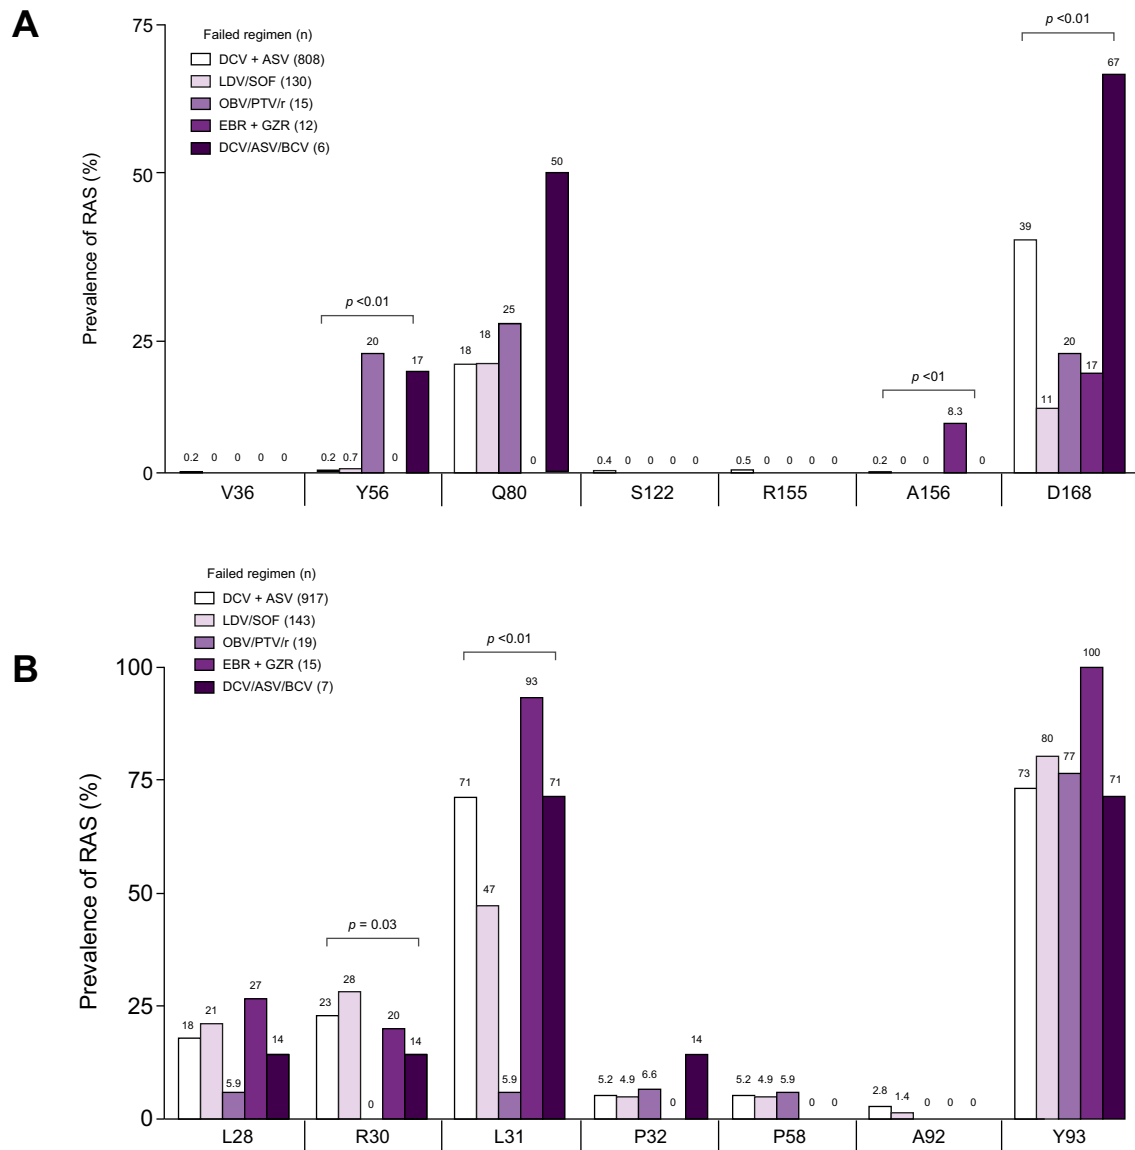 A
Failed regimen (n)
DCV + ASV (808)
LDV/SOF (130)
OBV/PTV/r (15)
EBR + GZR (12)
DCV/ASV/BCV (6)
Prevalence of RAS (%)
75
50
25
0
p <0.01
p <01
p <0.01
0.2 0 0 0 0
0.2 0.7 20 0 17
18 18 25 0 50
0.4 0 0 0 0
0.5 0 0 0 0
0.2 0 0 8.3 0
39 11 20 17 67
V36 Y56 Q80 S122 R155 A156 D168
B
Failed regimen (n)
DCV + ASV (917)
LDV/SOF (143)
OBV/PTV/r (19)
EBR + GZR (15)
DCV/ASV/BCV (7)
Prevalence of RAS (%)
100
75
50
25
0
p = 0.03
p <0.01
18 21 5.9 27 14
23 28 0 20 14
71 47 5.9 93 71
5.2 4.9 6.6 0 14
5.2 4.9 5.9 0 0
2.8 1.4 0 0 0
73 80 77 100 71
L28 R30 L31 P32 P58 A92 Y93